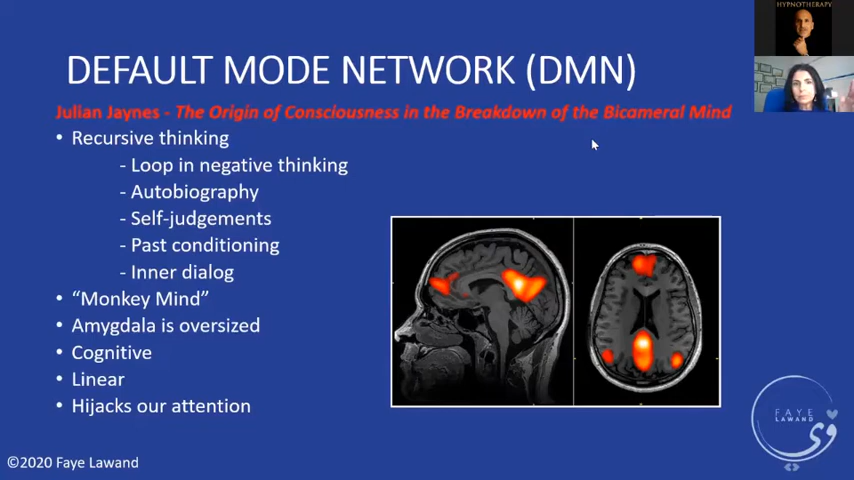 HYPNOTHERAPY
DEFAULT MODE NETWORK (DMN)
Julian Jaynes - The Origin of Consciousness in the Breakdown of the Bicameral Mind
• Recursive thinking
- Loop in negative thinking
- Autobiography
- Self-judgements
- Past conditioning
- Inner dialog
• “Monkey Mind”
• Amygdala is oversized
• Cognitive
• Linear
• Hijacks our attention
FAYE
LAWAND
©2020 Faye Lawand